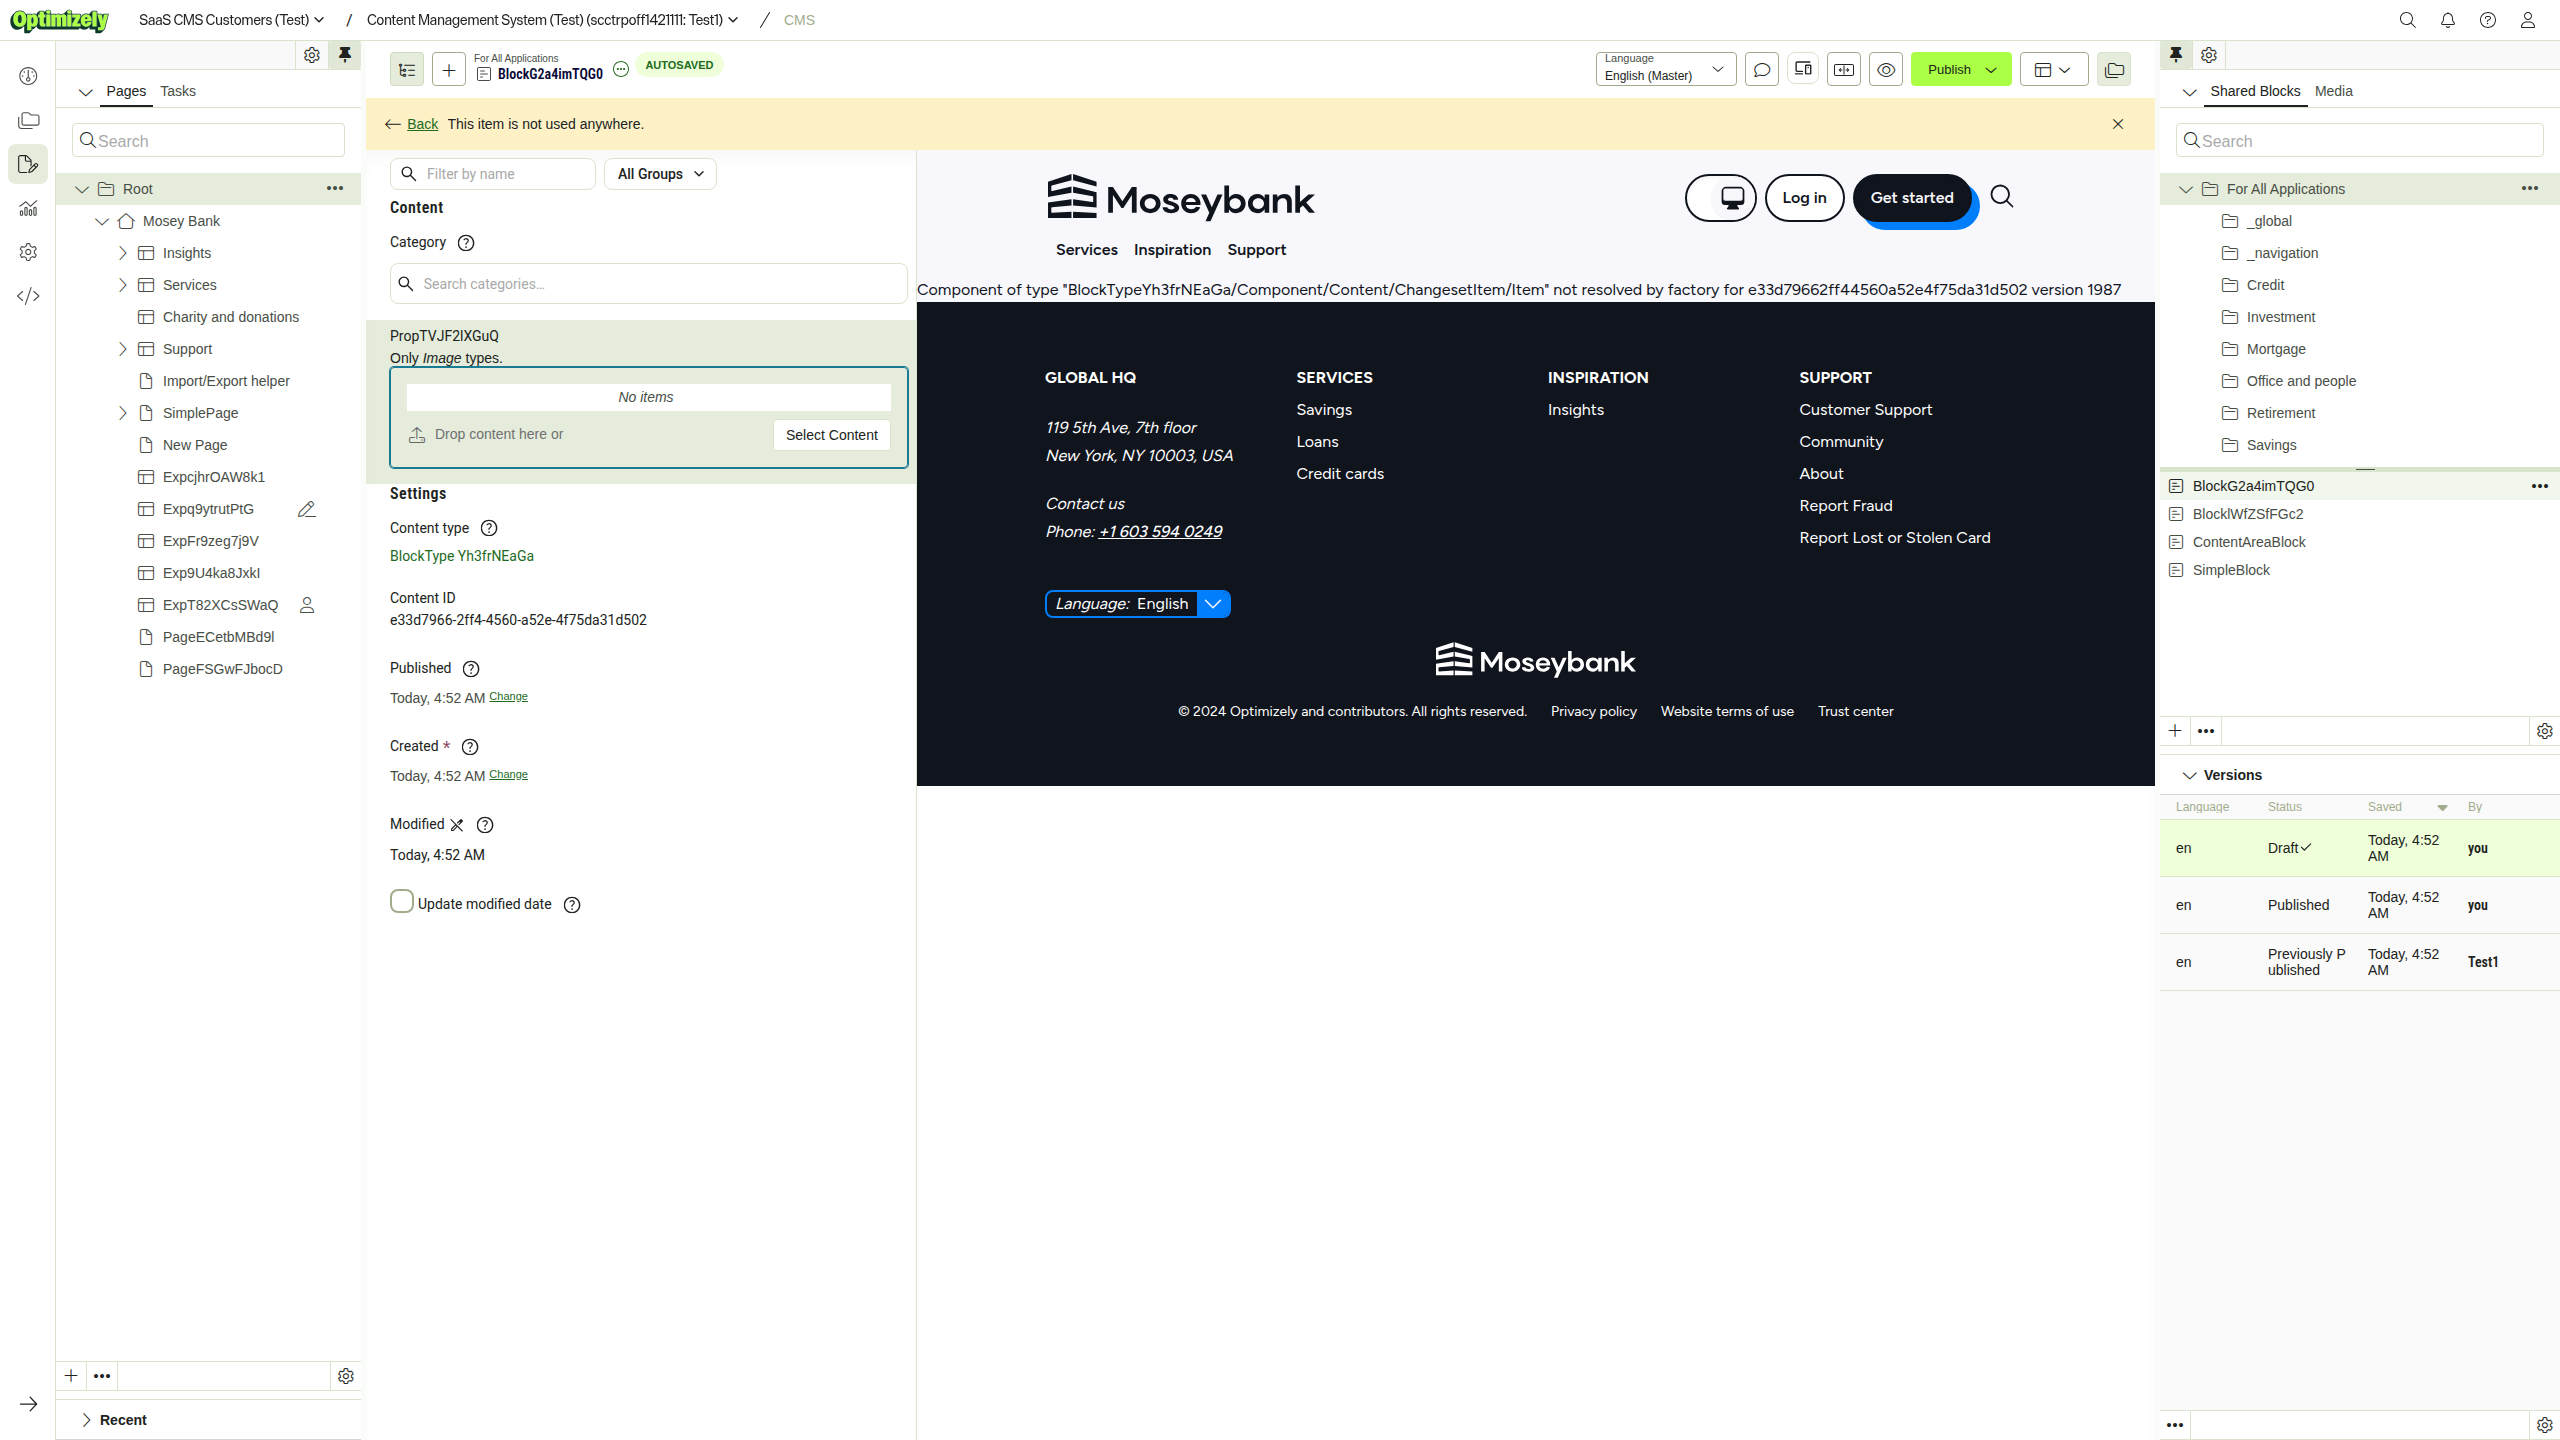 Optimizely
SaaS CMS Customers (Test) / Content Management System (Test) (scctrpoff1421111: Test1) / CMS
Pages Tasks
Search
Root
Mosey Bank
Insights
Services
Charity and donations
Support
Import/Export helper
SimplePage
New Page
ExpcjhrOAW8k1
Expq9ytrutPtG
ExpFr9zeg7j9V
Exp9U4ka8JxkI
ExpT82XCsSWaQ
PageECetbMBd9l
PageFSGwFJbocD
Recent
For All Applications
BlockG2a4imTQG0
AUTOSAVED
Language
English (Master)
Publish
Back This item is not used anywhere.
Filter by name
All Groups
Content
Category
Search categories...
PropTVJF2IXGuQ
Only Image types.
No items
Drop content here or
Select Content
Settings
Content type
BlockType Yh3frNEaGa
Content ID
e33d7966-2ff4-4560-a52e-4f75da31d502
Published
Today, 4:52 AM Change
Created *
Today, 4:52 AM Change
Modified
Today, 4:52 AM
Update modified date
Moseybank
Log in
Get started
Services Inspiration Support
Component of type "BlockTypeYh3frNEaGa/Component/Content/ChangesetItem/Item" not resolved by factory for e33d79662ff44560a52e4f75da31d502 version 1987
GLOBAL HQ
119 5th Ave, 7th floor
New York, NY 10003, USA
Contact us
Phone: +1 603 594 0249
SERVICES
Savings
Loans
Credit cards
INSPIRATION
Insights
SUPPORT
Customer Support
Community
About
Report Fraud
Report Lost or Stolen Card
Language: English
Moseybank
© 2024 Optimizely and contributors. All rights reserved. Privacy policy Website terms of use Trust center
Shared Blocks Media
Search
For All Applications
_global
_navigation
Credit
Investment
Mortgage
Office and people
Retirement
Savings
BlockG2a4imTQG0
BlocklWfZSfFGc2
ContentAreaBlock
SimpleBlock
Versions
Language Status Saved By
en Draft Today, 4:52 AM you
en Published Today, 4:52 AM you
en Previously Published Today, 4:52 AM Test1